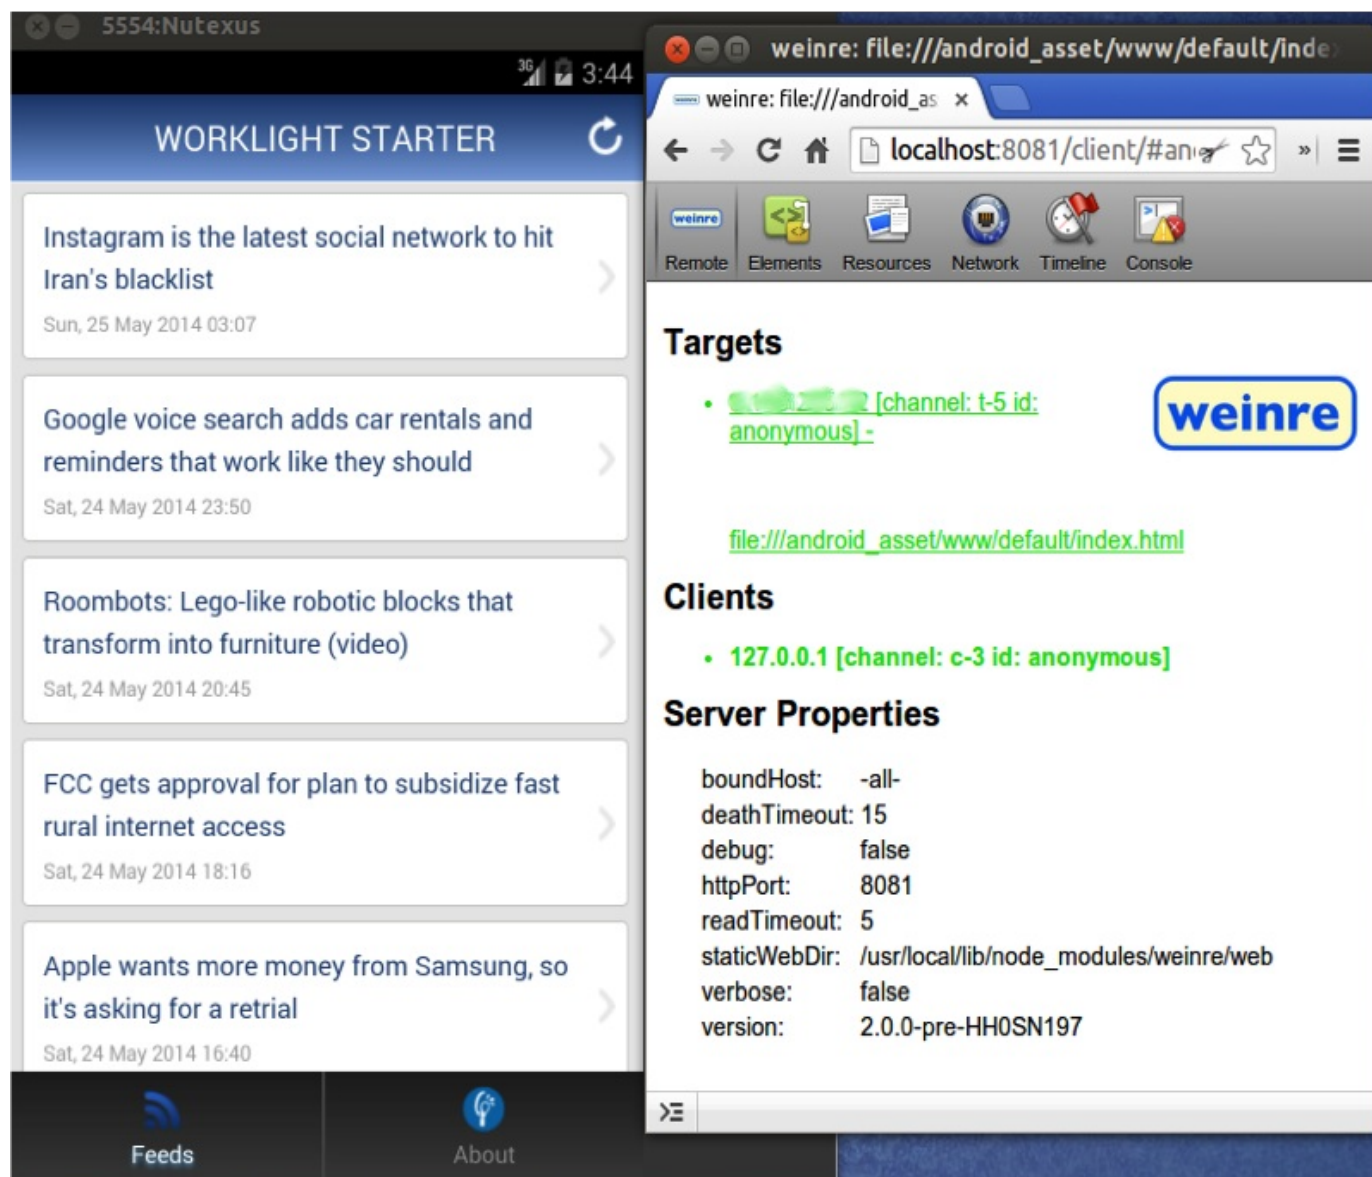 5554:Nutexus
3G 3:44
WORKLIGHT STARTER
Instagram is the latest social network to hit
Iran's blacklist
Sun, 25 May 2014 03:07
Google voice search adds car rentals and
reminders that work like they should
Sat, 24 May 2014 23:50
Roombots: Lego-like robotic blocks that
transform into furniture (video)
Sat, 24 May 2014 20:45
FCC gets approval for plan to subsidize fast
rural internet access
Sat, 24 May 2014 18:16
Apple wants more money from Samsung, so
it's asking for a retrial
Sat, 24 May 2014 16:40
Feeds About
weinre: file:///android_asset/www/default/inde
weinre: file:///android_as
localhost:8081/client/#an
weinre
Remote Elements Resources Network Timeline Console
Targets
[channel: t-5 id:
anonymous] -
weinre
file:///android_asset/www/default/index.html
Clients
127.0.0.1 [channel: c-3 id: anonymous]
Server Properties
boundHost: -all-
deathTimeout: 15
debug: false
httpPort: 8081
readTimeout: 5
staticWebDir: /usr/local/lib/node_modules/weinre/web
verbose: false
version: 2.0.0-pre-HH0SN197